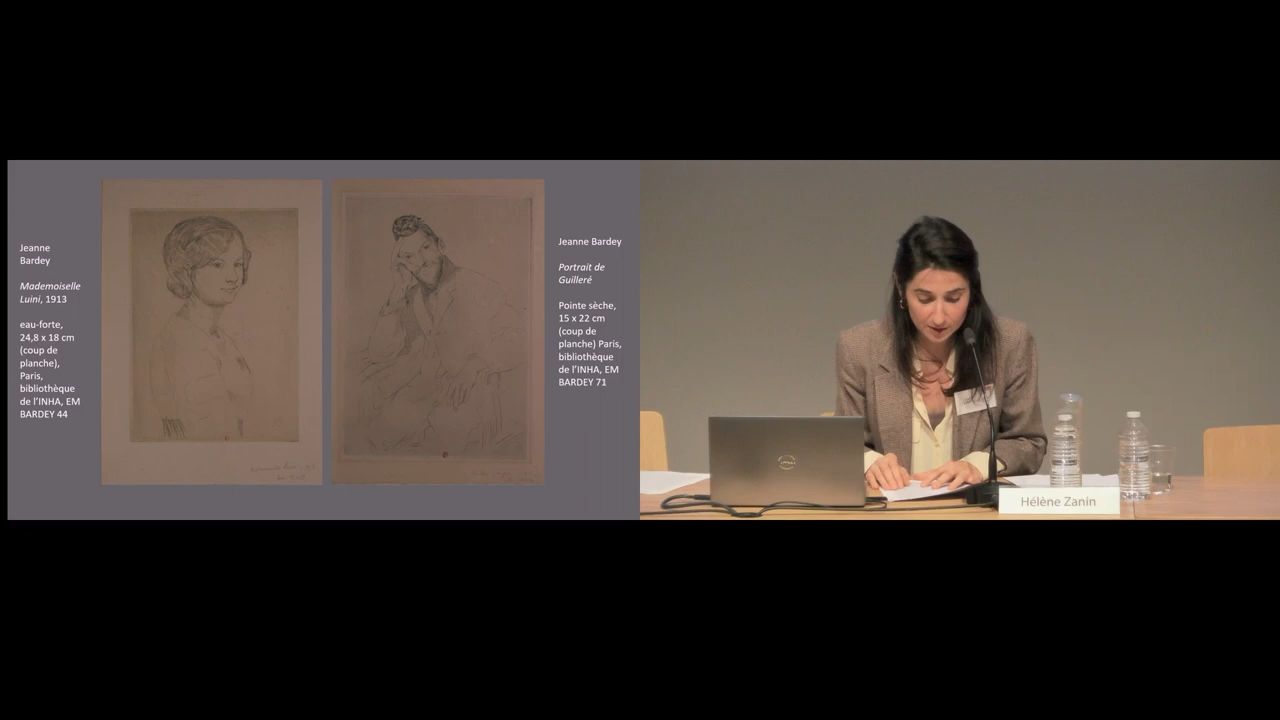 Jeanne
Bardey
Mademoiselle
Luini, 1913
eau-forte,
24,8 x 18 cm
(coup de
planche),
Paris,
bibliothèque
de l'INHA, EM
BARDEY 44
Jeanne Bardey
Portrait de
Guilleré
Pointe sèche,
15 x 22 cm
(coup de
planche) Paris,
bibliothèque
de l'INHA, EM
BARDEY 71
Hélène Zanin